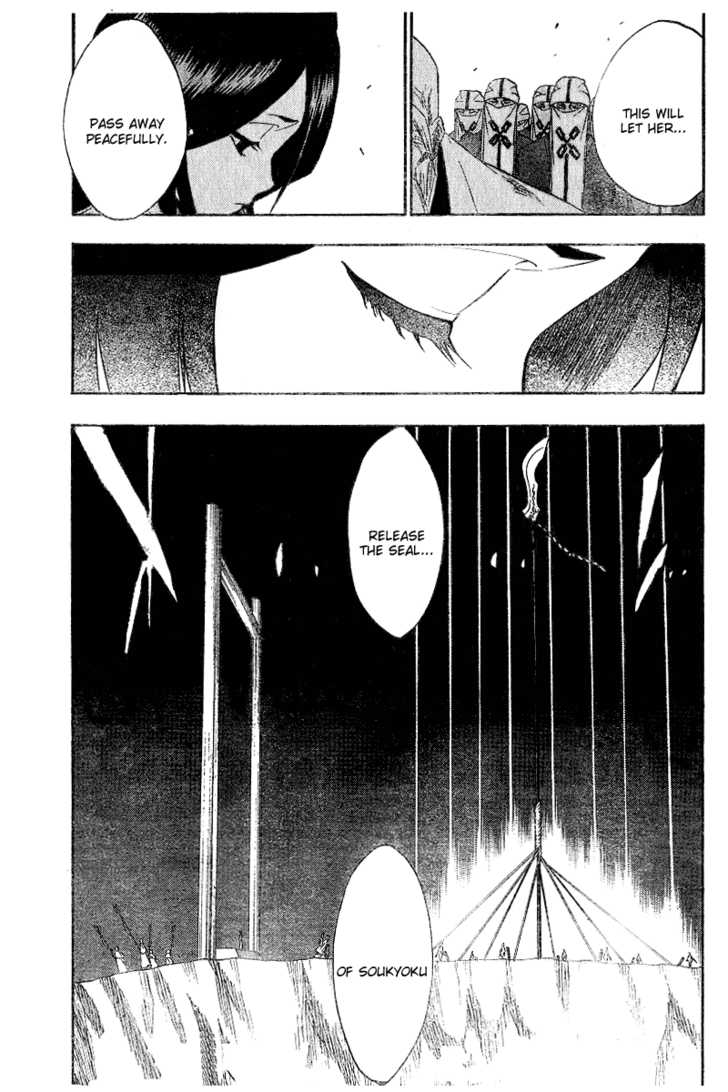 THIS WILL
LET HER...
PASS AWAY
PEACEFULLY.
RELEASE
THE SEAL...
OF SOUKYOKU